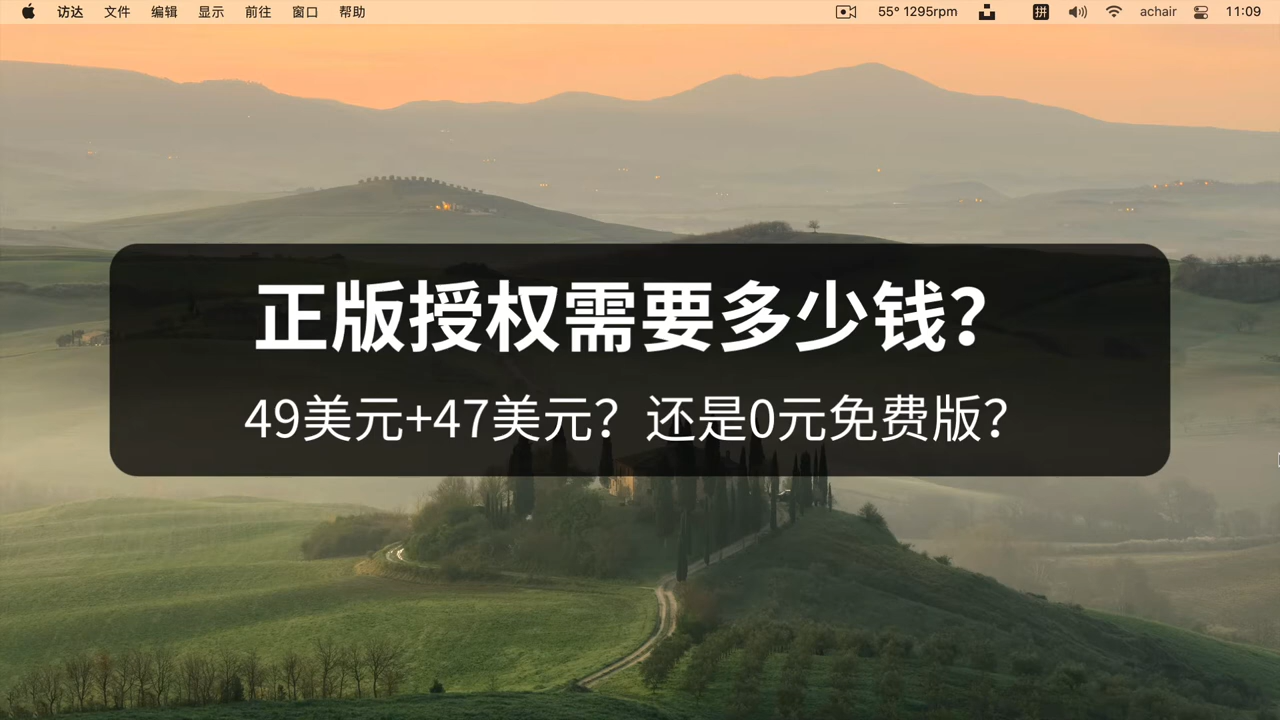 访达 文件 编辑 显示 前往 窗口 帮助 55° 1295rpm 拼 achair 11:09
正版授权需要多少钱？
49美元+47美元？还是0元免费版？